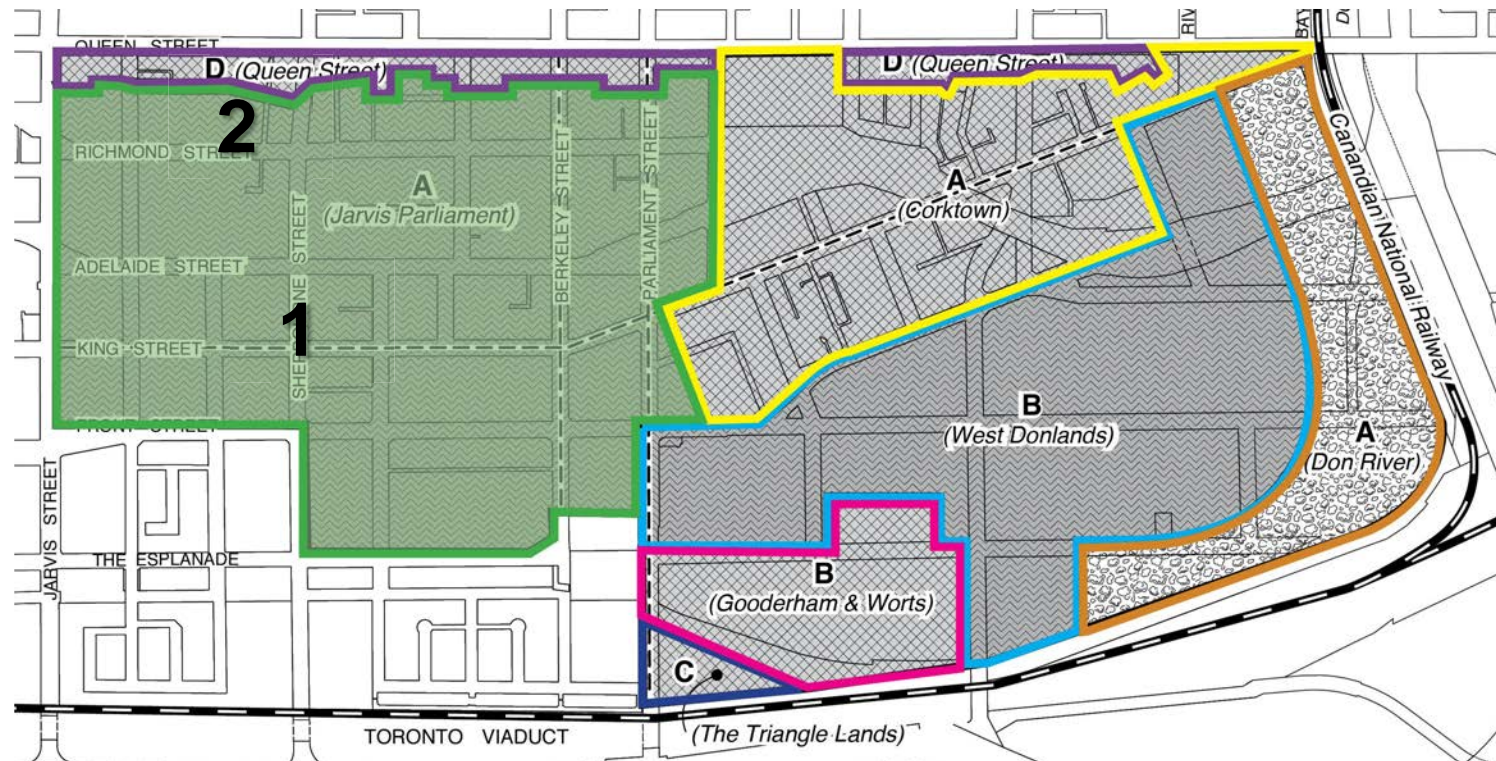 QUEEN STREET
D (Queen Street)
D (Queen Street)
RIV
BAY
2
RICHMOND STREET
A
(Jarvis Parliament)
BERKELEY STREET
PARLIAMENT STREET
A
(Corktown)
Canandian National Railway
ADELAIDE STREET
SHERBOURNE STREET
1
KING STREET
FRONT STREET
B
(West Donlands)
A
(Don River)
JARVIS STREET
THE ESPLANADE
B
(Gooderham & Worts)
C
(The Triangle Lands)
TORONTO VIADUCT